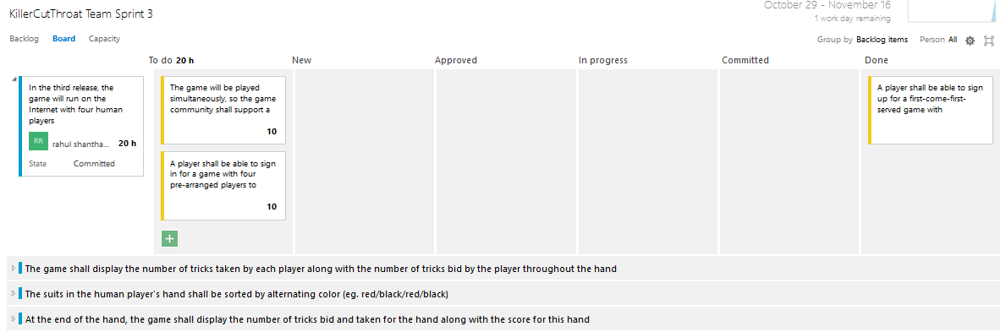 KillerCutThroat Team Sprint 3
October 29 - November 16
1 work day remaining
Backlog Board Capacity
Group by Backlog items Person All
To do 20 h New Approved In progress Committed Done
In the third release, the
game will run on the
Internet with four human
players
RR rahul shantha... 20 h
State Committed
The game will be played
simultaneously, so the game
community shall support a
10
A player shall be able to sign
in for a game with four
pre-arranged players to
10
+
A player shall be able to sign
up for a first-come-first-
served game with
The game shall display the number of tricks taken by each player along with the number of tricks bid by the player throughout the hand
The suits in the human player's hand shall be sorted by alternating color (eg. red/black/red/black)
At the end of the hand, the game shall display the number of tricks bid and taken for the hand along with the score for this hand